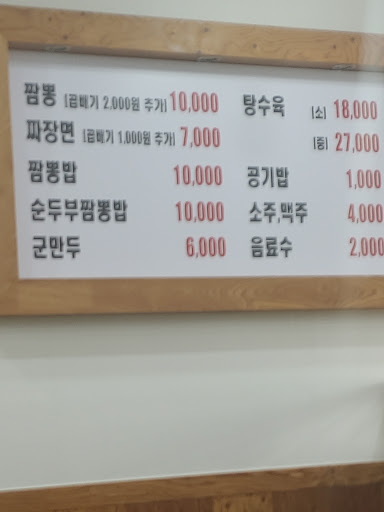 짬뽕 [곱배기 2,000원 추가] 10,000
짜장면 [곱배기 1,000원 추가] 7,000
짬뽕밥 10,000
순두부짬뽕밥 10,000
군만두 6,000
탕수육 [소] 18,000
[중] 27,000
공기밥 1,000
소주,맥주 4,000
음료수 2,000